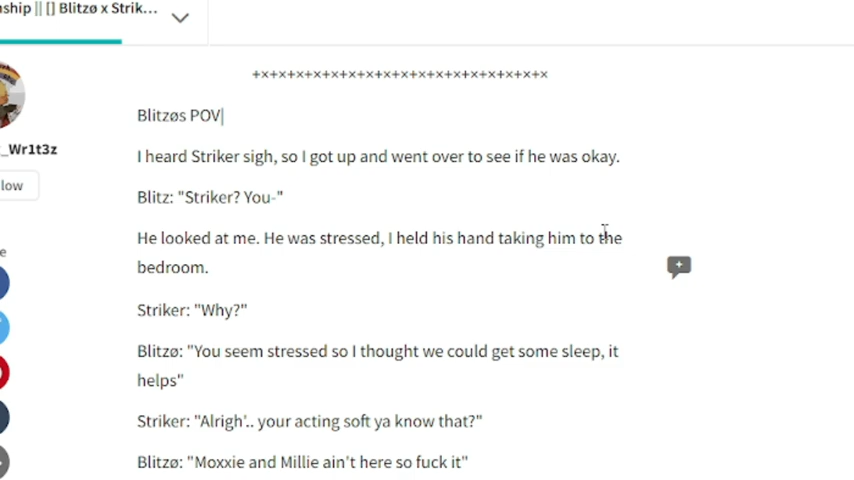 nship || [] Blitzø x Strik...
+×+×+×+×+×+×+×+×+×+×+×+×+×+×+×+×+×
Blitzøs POV|
_Wr1t3z
I heard Striker sigh, so I got up and went over to see if he was okay.
low
Blitz: "Striker? You-"
He looked at me. He was stressed, I held his hand taking him to the
e
bedroom.
Striker: "Why?"
Blitzø: "You seem stressed so I thought we could get some sleep, it
helps"
Striker: "Alrigh'.. your acting soft ya know that?"
Blitzø: "Moxxie and Millie ain't here so fuck it"